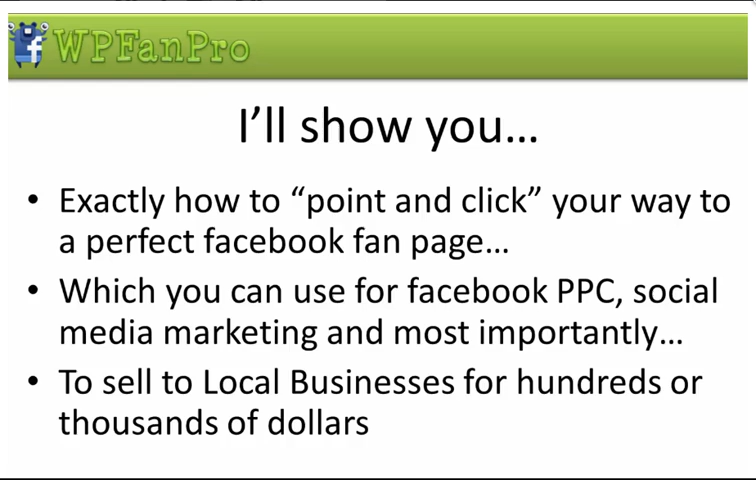 WPFanPro
I'll show you...
• Exactly how to “point and click” your way to
a perfect facebook fan page...
• Which you can use for facebook PPC, social
media marketing and most importantly...
• To sell to Local Businesses for hundreds or
thousands of dollars